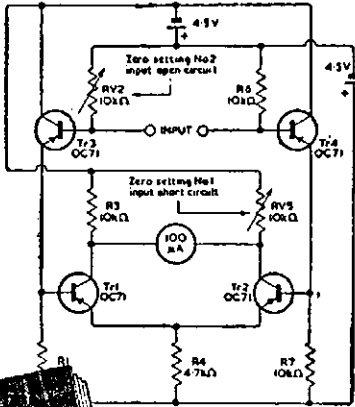 4·5V
+
Zero setting No2
input open circuit
4·5V
+
RV2
10kΩ
R6
10kΩ
INPUT
Tr3
OC71
Tr4
OC71
Zero setting No1
input short circuit
R3
10kΩ
RV5
10kΩ
100
µA
Tr1
OC71
Tr2
OC71
R1
R4
4·7kΩ
R7
10kΩ